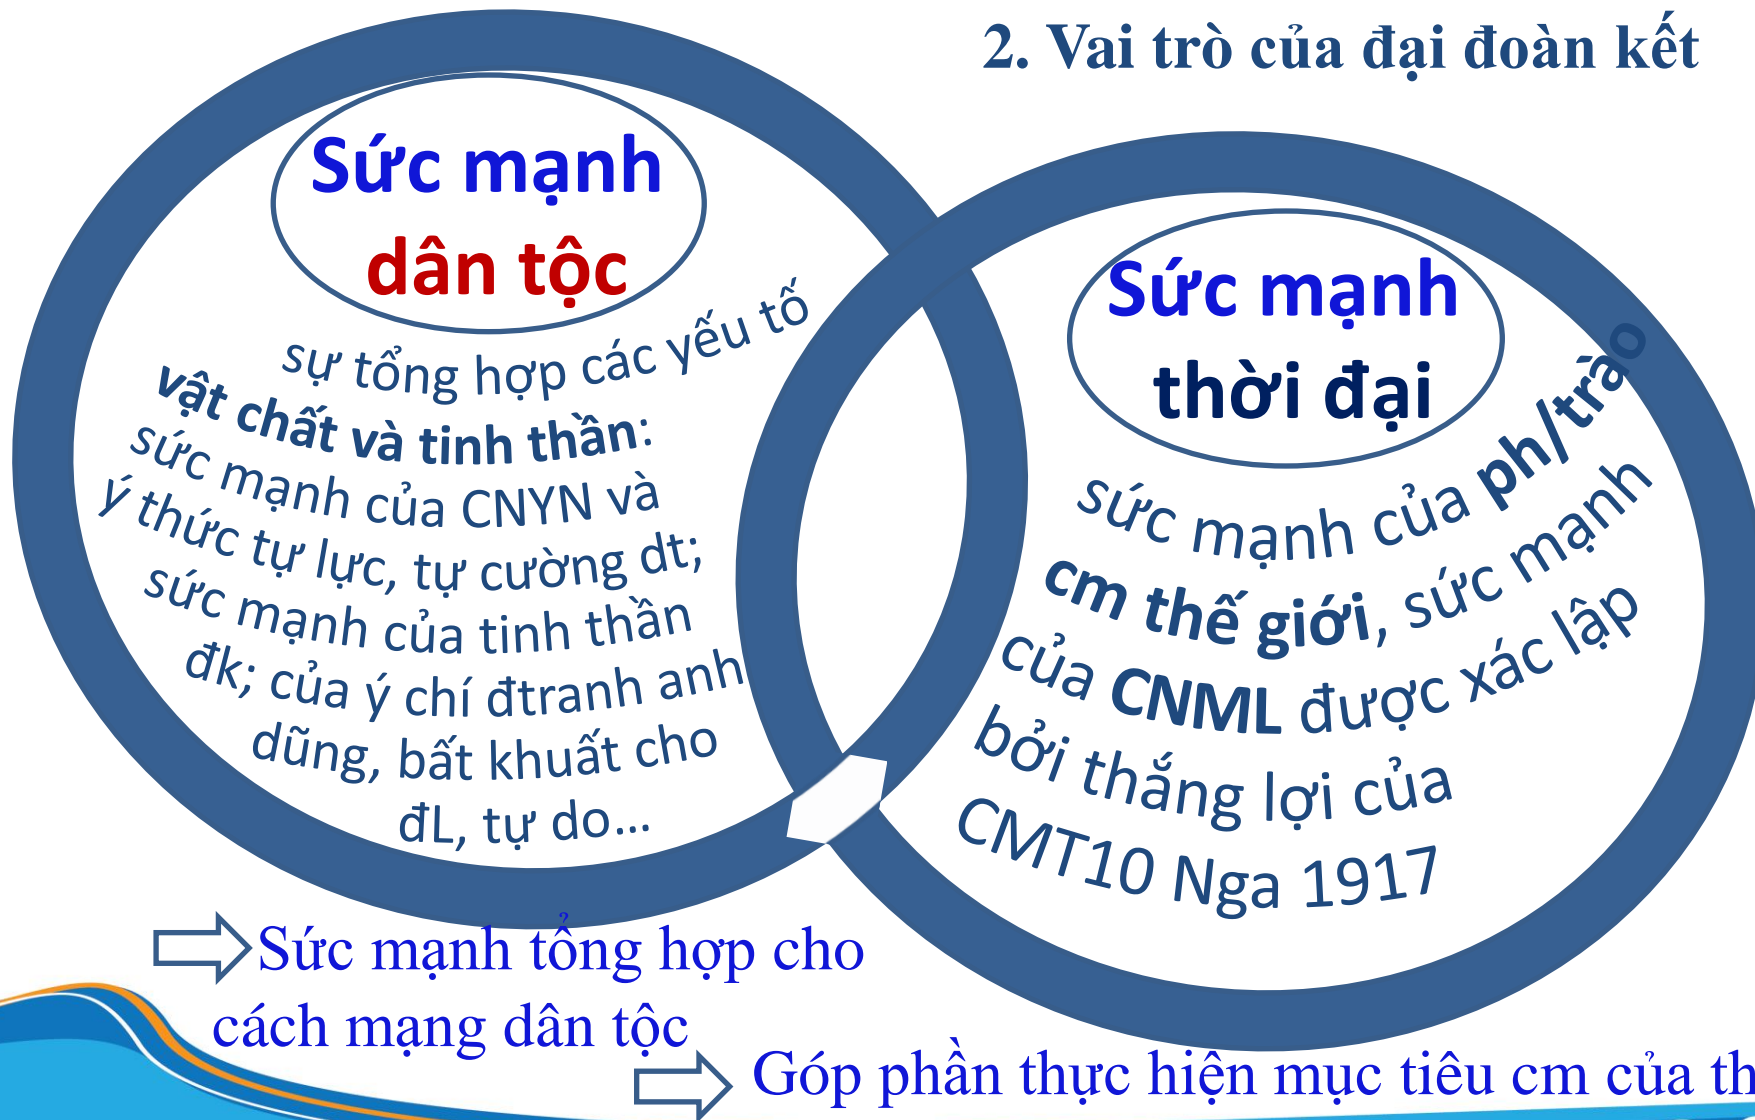 2. Vai trò của đại đoàn kết
Sức mạnh
dân tộc
sự tổng hợp các yếu tố
vật chất và tinh thần:
sức mạnh của CNYN và
ý thức tự lực, tự cường dt;
sức mạnh của tinh thần
đk; của ý chí đtranh anh
dũng, bất khuất cho
đL, tự do...
Sức mạnh
thời đại
sức mạnh của ph/trào
cm thế giới, sức mạnh
của CNML được xác lập
bởi thắng lợi của
CMT10 Nga 1917
Sức mạnh tổng hợp cho
cách mạng dân tộc
Góp phần thực hiện mục tiêu cm của